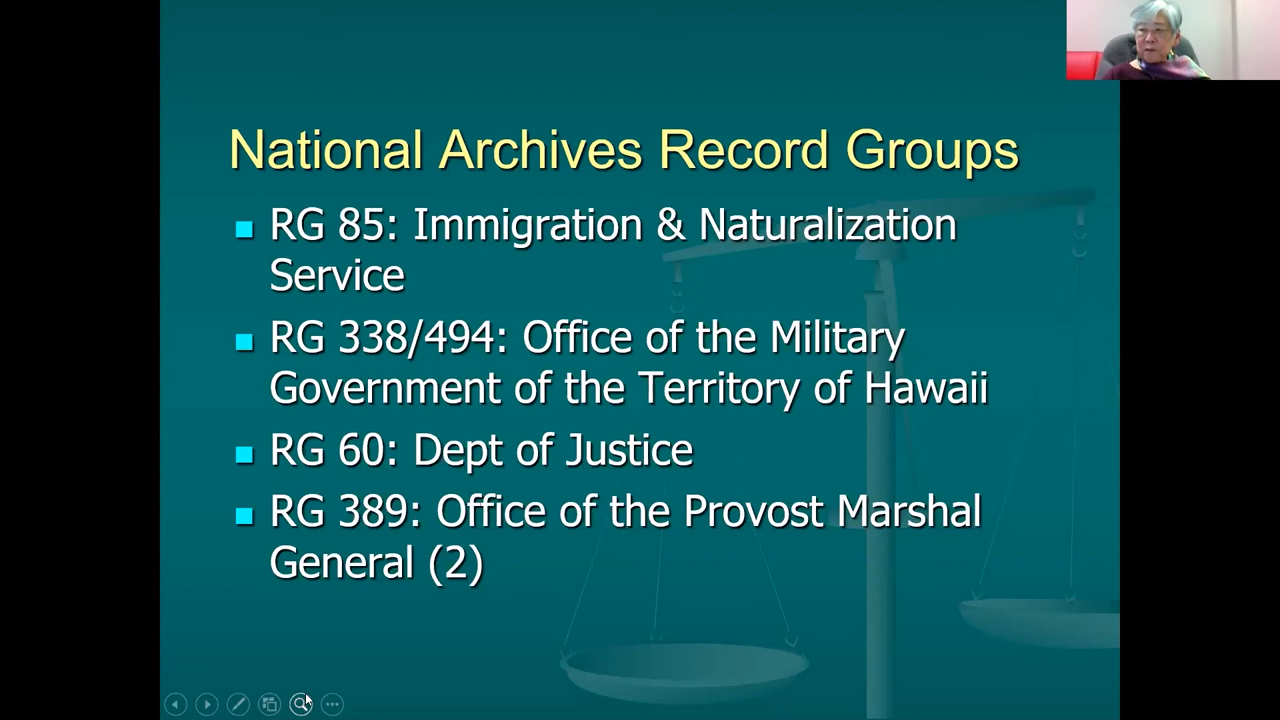 National Archives Record Groups
RG 85: Immigration & Naturalization
Service
RG 338/494: Office of the Military
Government of the Territory of Hawaii
RG 60: Dept of Justice
RG 389: Office of the Provost Marshal
General (2)